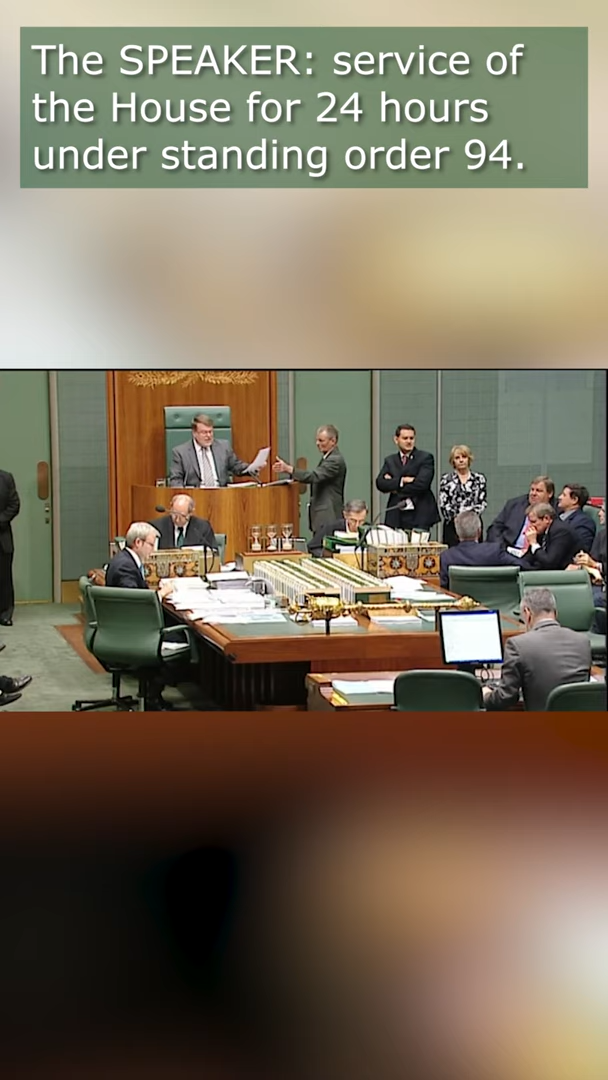 The SPEAKER: service of
the House for 24 hours
under standing order 94.